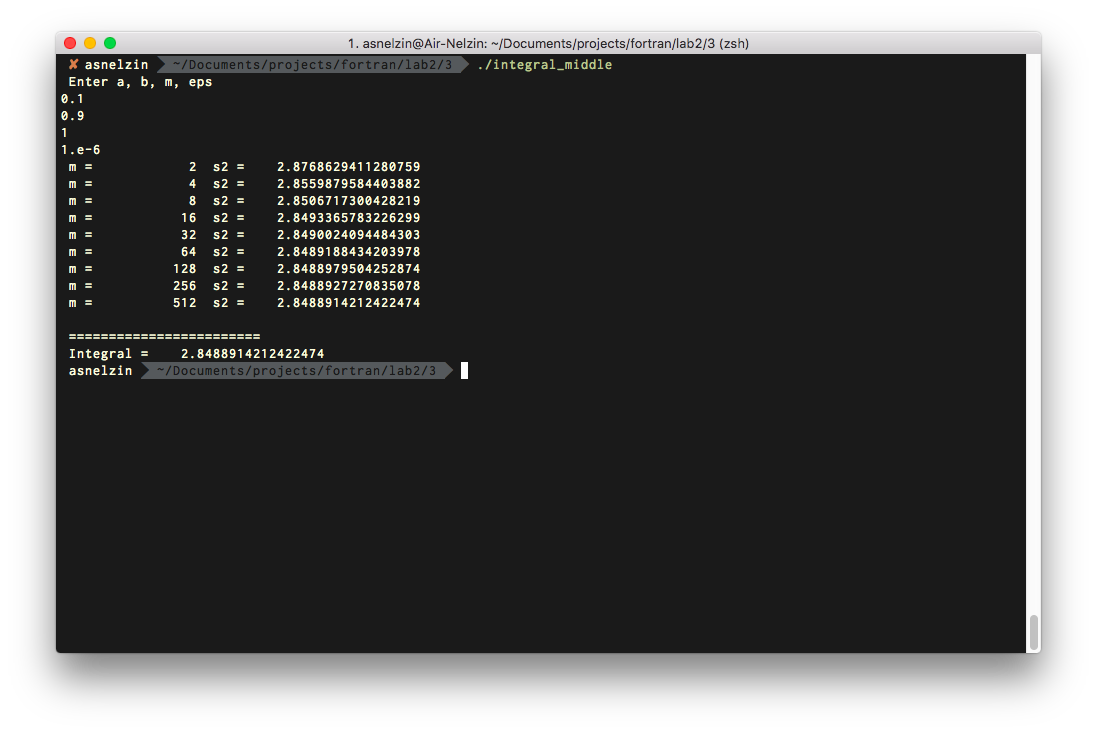 1. asnelzin@Air-Nelzin: ~/Documents/projects/fortran/lab2/3 (zsh)
✘ asnelzin ~/Documents/projects/fortran/lab2/3 ./integral_middle
Enter a, b, m, eps
0.1
0.9
1
1.e-6
m = 2 s2 = 2.8768629411280759
m = 4 s2 = 2.8559879584403882
m = 8 s2 = 2.8506717300428219
m = 16 s2 = 2.8493365783226299
m = 32 s2 = 2.8490024094484303
m = 64 s2 = 2.8489188434203978
m = 128 s2 = 2.8488979504252874
m = 256 s2 = 2.8488927270835078
m = 512 s2 = 2.8488914212422474
========================
Integral = 2.8488914212422474
asnelzin ~/Documents/projects/fortran/lab2/3